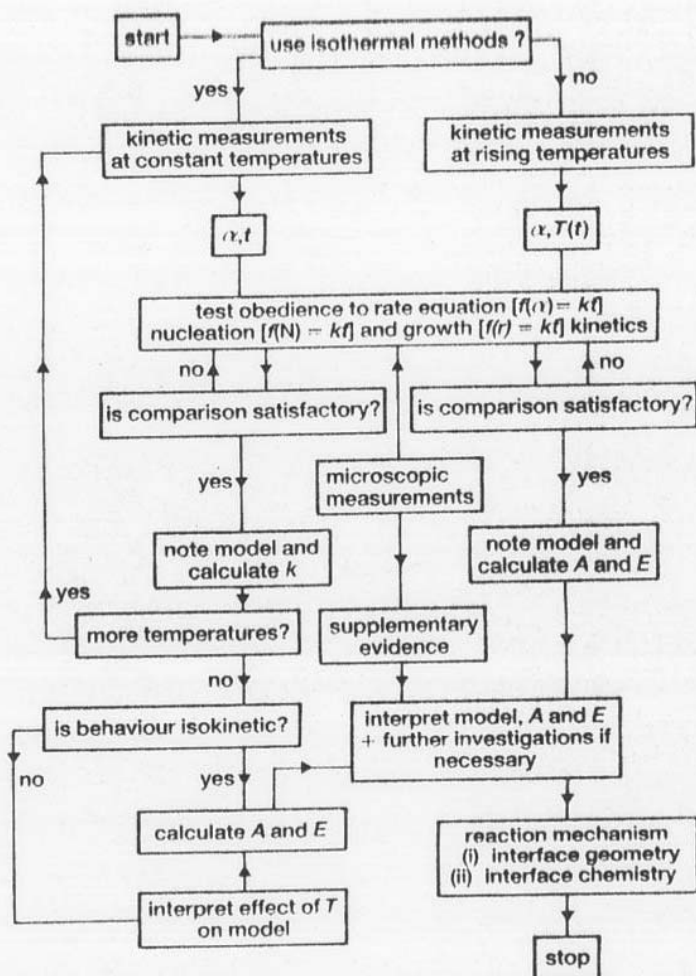 start
use isothermal methods ?
yes
no
kinetic measurements
at constant temperatures
kinetic measurements
at rising temperatures
α,t
α,T(t)
test obedience to rate equation [f(α) = kt]
nucleation [f(N) = kt] and growth [f(r) = kt] kinetics
no
no
is comparison satisfactory?
is comparison satisfactory?
yes
microscopic
measurements
yes
note model and
calculate k
note model and
calculate A and E
yes
more temperatures?
supplementary
evidence
no
is behaviour isokinetic?
interpret model, A and E
+ further investigations if
necessary
no
yes
calculate A and E
reaction mechanism
(i) interface geometry
(ii) interface chemistry
interpret effect of T
on model
stop